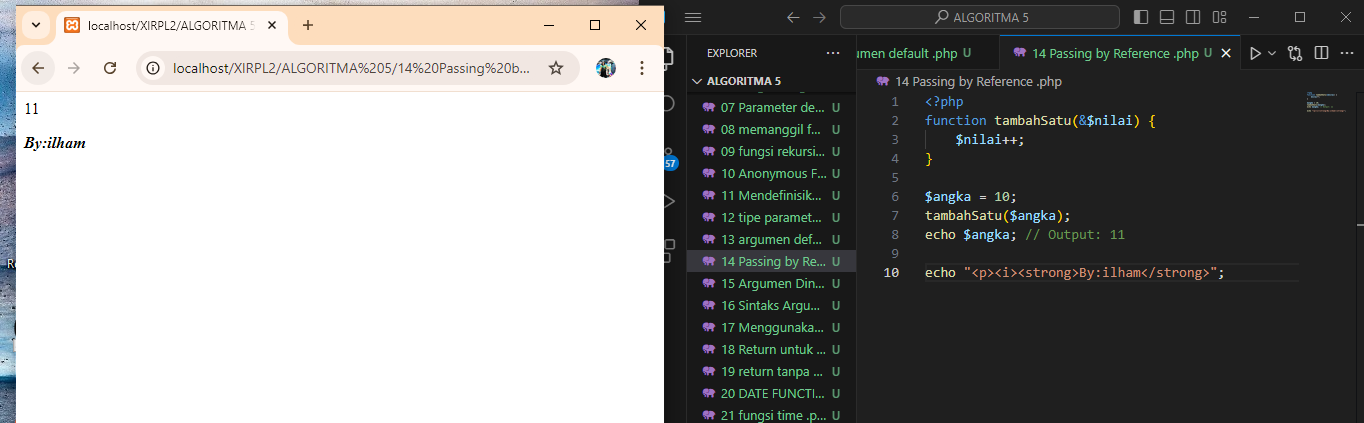 localhost/XIRPL2/ALGORITMA 5
localhost/XIRPL2/ALGORITMA%205/14%20Passing%20b...
11
By:ilham
ALGORITMA 5
57
EXPLORER
ALGORITMA 5
07 Parameter de... U
08 memanggil f... U
09 fungsi rekursi... U
10 Anonymous F... U
11 Mendefinisik... U
12 tipe paramet... U
13 argumen def... U
14 Passing by Re... U
15 Argumen Din... U
16 Sintaks Argu... U
17 Menggunaka... U
18 Return untuk ... U
19 return tanpa ... U
20 DATE FUNCTI... U
21 fungsi time .p... U
umen default .php U
14 Passing by Reference .php U
14 Passing by Reference .php
1 <?php
2 function tambahSatu(&$nilai) {
3 $nilai++;
4 }
5
6 $angka = 10;
7 tambahSatu($angka);
8 echo $angka; // Output: 11
9
10 echo "<p><i><strong>By:ilham</strong>";